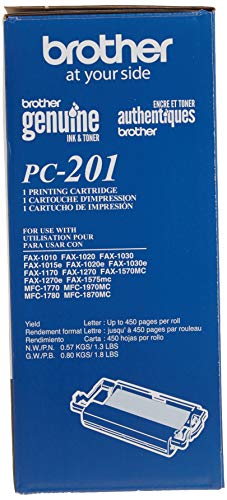 brother
at your side
brother
genuine
INK & TONER
ENCRE ET TONER
authentiques
brother
PC-201
1 PRINTING CARTRIDGE
1 CARTOUCHE D'IMPRESSION
1 CARTUCHO DE IMPRESIÓN
FOR USE WITH
UTILISATION POUR
PARA USAR CON
FAX-1010 FAX-1020 FAX-1030
FAX-1015e FAX-1020e FAX-1030e
FAX-1170 FAX-1270 FAX-1570MC
FAX-1270e FAX-1575mc
MFC-1770 MFC-1970MC
MFC-1780 MFC-1870MC
Yield Letter : Up to 450 pages per roll
Rendement format Lettre : jusqu'à 450 pages par rouleau
Rendimiento Carta : 450 hojas por rollo
N.W./P.N. 0.57 KGS/ 1.3 LBS
G.W./P.B. 0.80 KGS/ 1.8 LBS